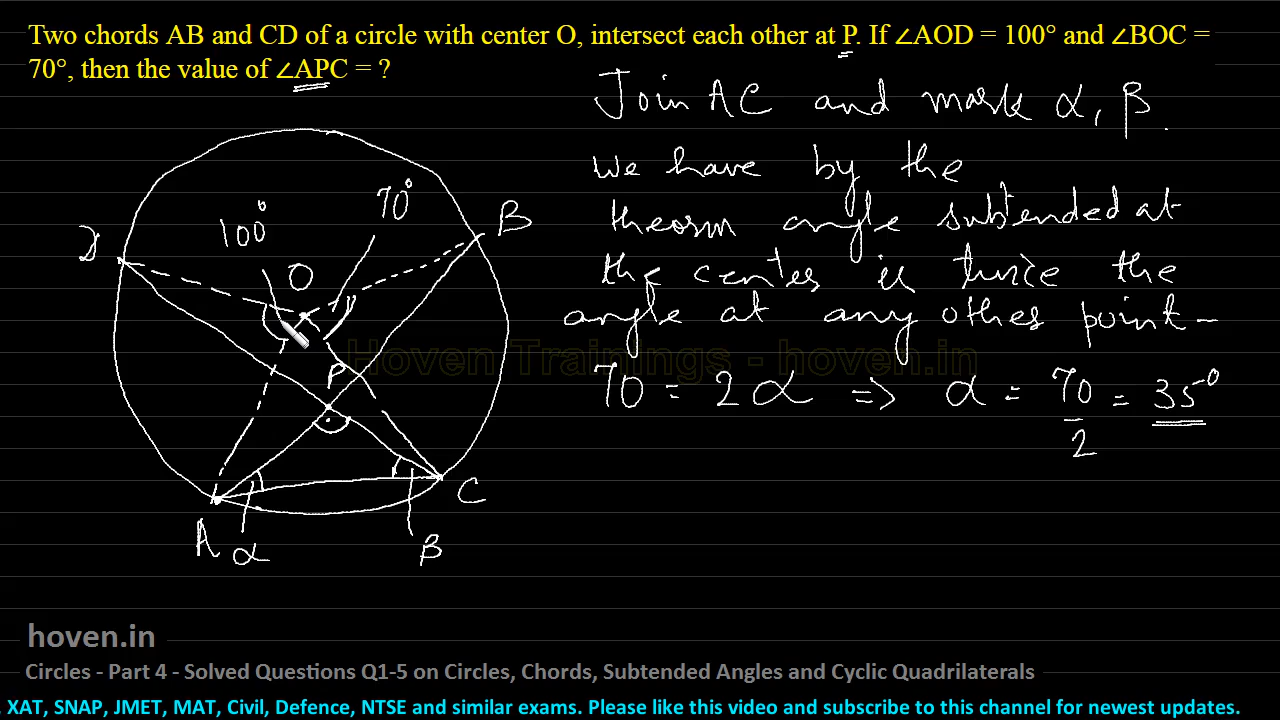 Two chords AB and CD of a circle with center O, intersect each other at P. If ∠AOD = 100° and ∠BOC =
70°, then the value of ∠APC = ?
Join AC and mark α, β.
We have by the
theorm angle subtended at
the center is twice the
angle at any other point-
70 = 2α => α = 70/2 = 35°
D
100°
70°
B
O
P
A
α
β
C
Hoven Trainings - hoven.in
hoven.in
Circles - Part 4 - Solved Questions Q1-5 on Circles, Chords, Subtended Angles and Cyclic Quadrilaterals
XAT, SNAP, JMET, MAT, Civil, Defence, NTSE and similar exams. Please like this video and subscribe to this channel for newest updates.